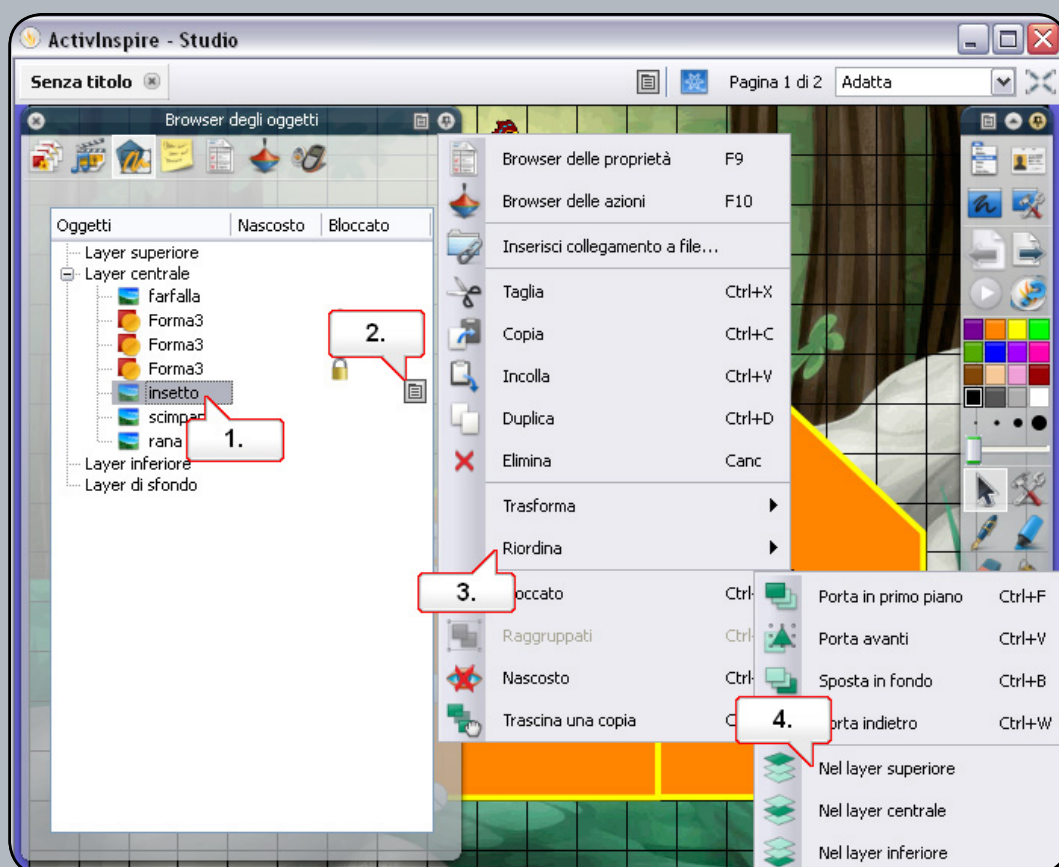 ActivInspire - Studio
Senza titolo
Pagina 1 di 2 Adatta
Browser degli oggetti
Oggetti Nascosto Bloccato
Layer superiore
Layer centrale
farfalla
Forma3
Forma3
Forma3
insetto
rana
Layer inferiore
Layer di sfondo
1.
2.
Browser delle proprietà F9
Browser delle azioni F10
Inserisci collegamento a file...
Taglia Ctrl+X
Copia Ctrl+C
Incolla Ctrl+V
Duplica Ctrl+D
Elimina Canc
Trasforma
Riordina
3.
Raggruppati
Nascosto
Trascina una copia
Porta in primo piano Ctrl+F
Porta avanti Ctrl+V
Sposta in fondo Ctrl+B
4.
indietro Ctrl+W
Nel layer superiore
Nel layer centrale
Nel layer inferiore